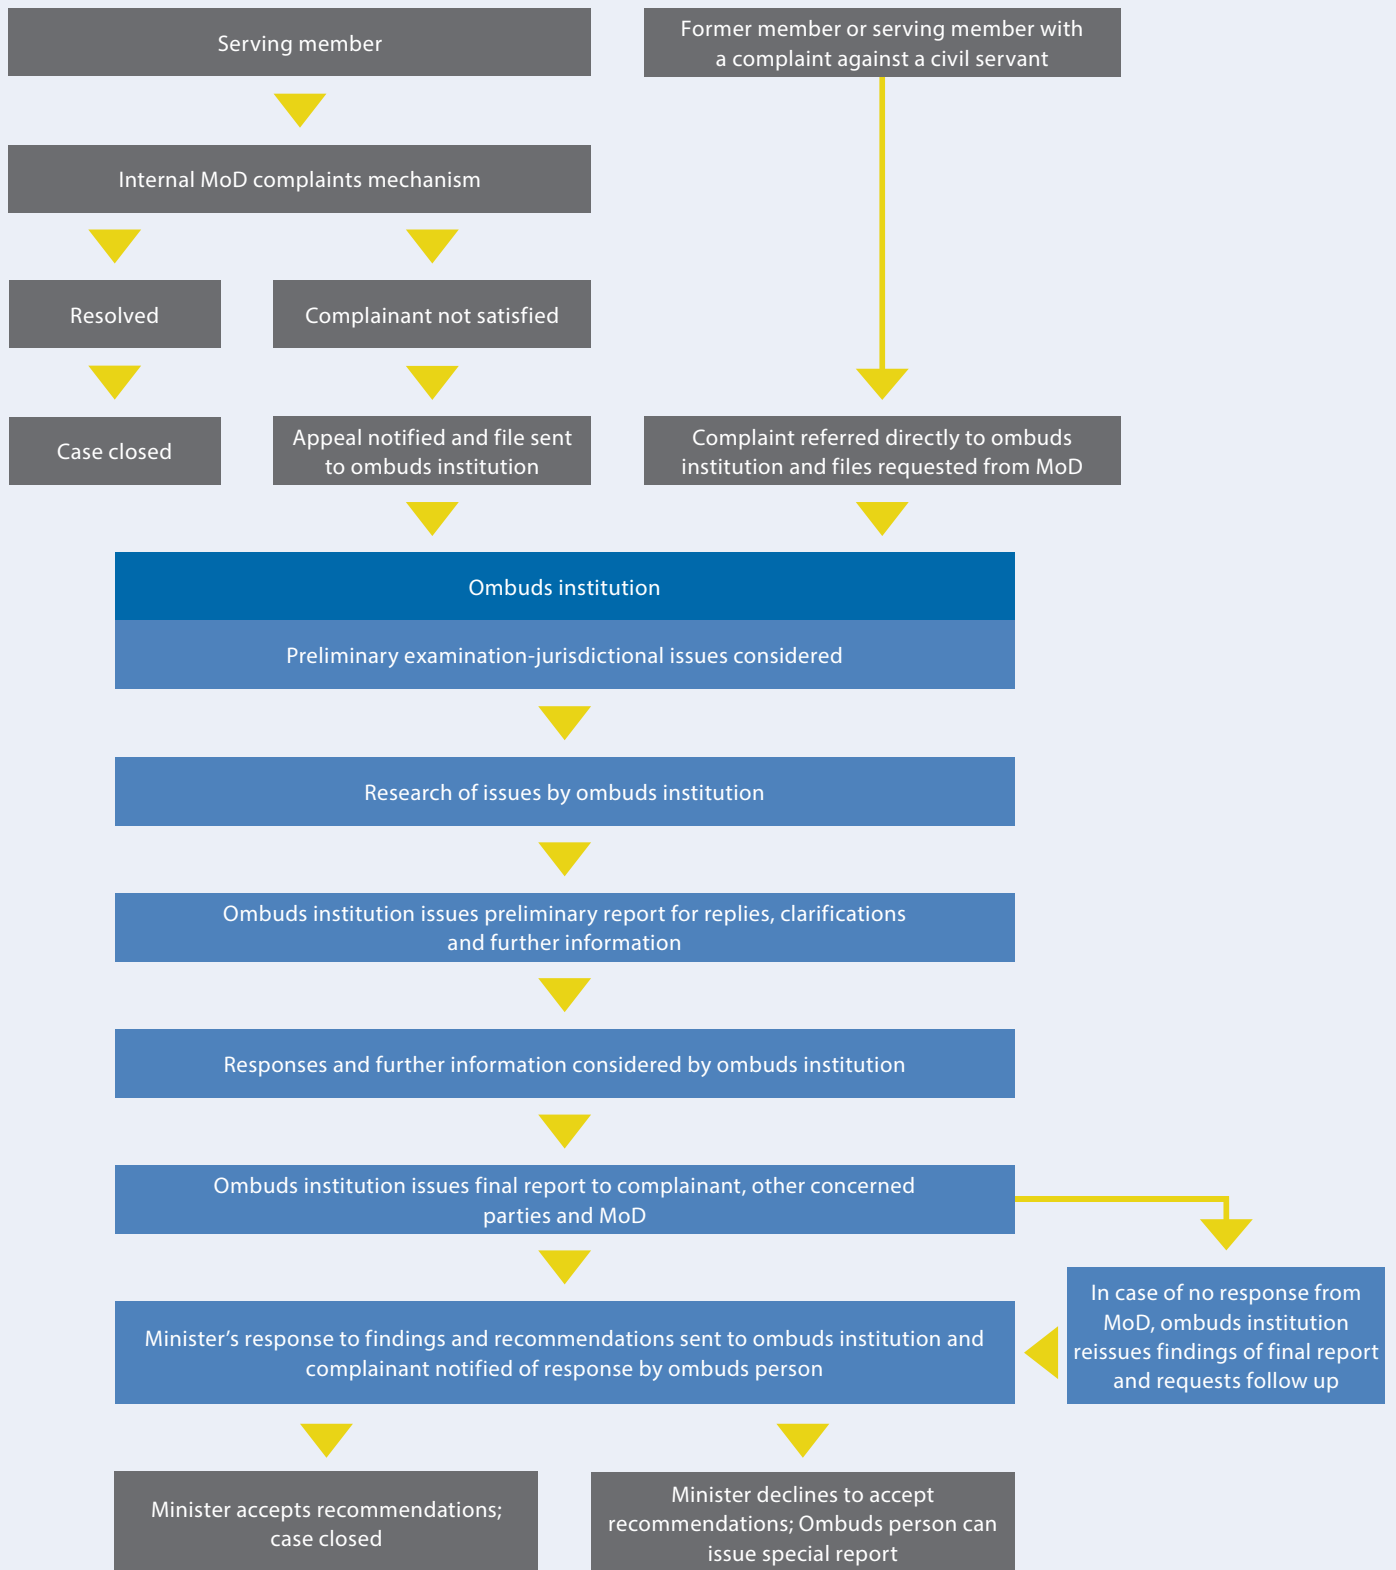 Serving member
Former member or serving member with
a complaint against a civil servant
Internal MoD complaints mechanism
Resolved
Complainant not satisfied
Case closed
Appeal notified and file sent
to ombuds institution
Complaint referred directly to ombuds
institution and files requested from MoD
Ombuds institution
Preliminary examination-jurisdictional issues considered
Research of issues by ombuds institution
Ombuds institution issues preliminary report for replies, clarifications
and further information
Responses and further information considered by ombuds institution
Ombuds institution issues final report to complainant, other concerned
parties and MoD
In case of no response from
MoD, ombuds institution
reissues findings of final report
and requests follow up
Minister’s response to findings and recommendations sent to ombuds institution and
complainant notified of response by ombuds person
Minister accepts recommendations;
case closed
Minister declines to accept
recommendations; Ombuds person can
issue special report